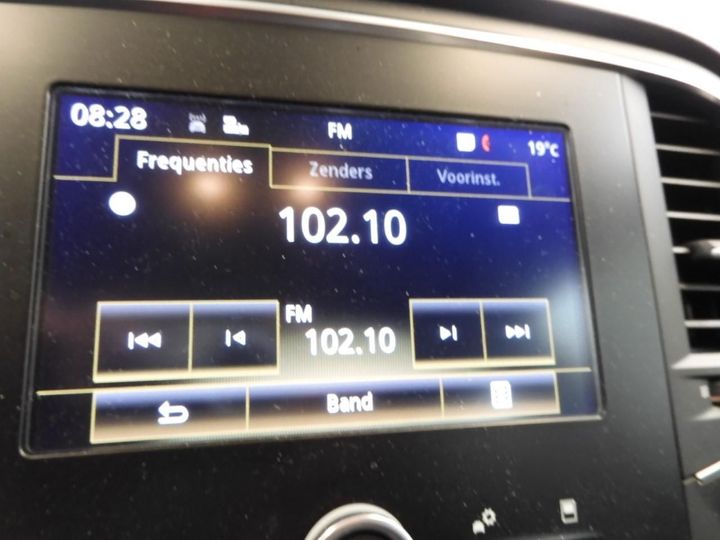 08:28 FM 19°C
Frequenties Zenders Voorinst.
102.10
FM
102.10
Band